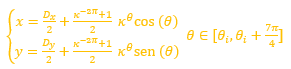 x = D_x/2 + (κ^(-2π)+1)/2 κ^θ cos (θ)
y = D_y/2 + (κ^(-2π)+1)/2 κ^θ sen (θ)
θ ∈ [θ_i, θ_i + 7π/4]